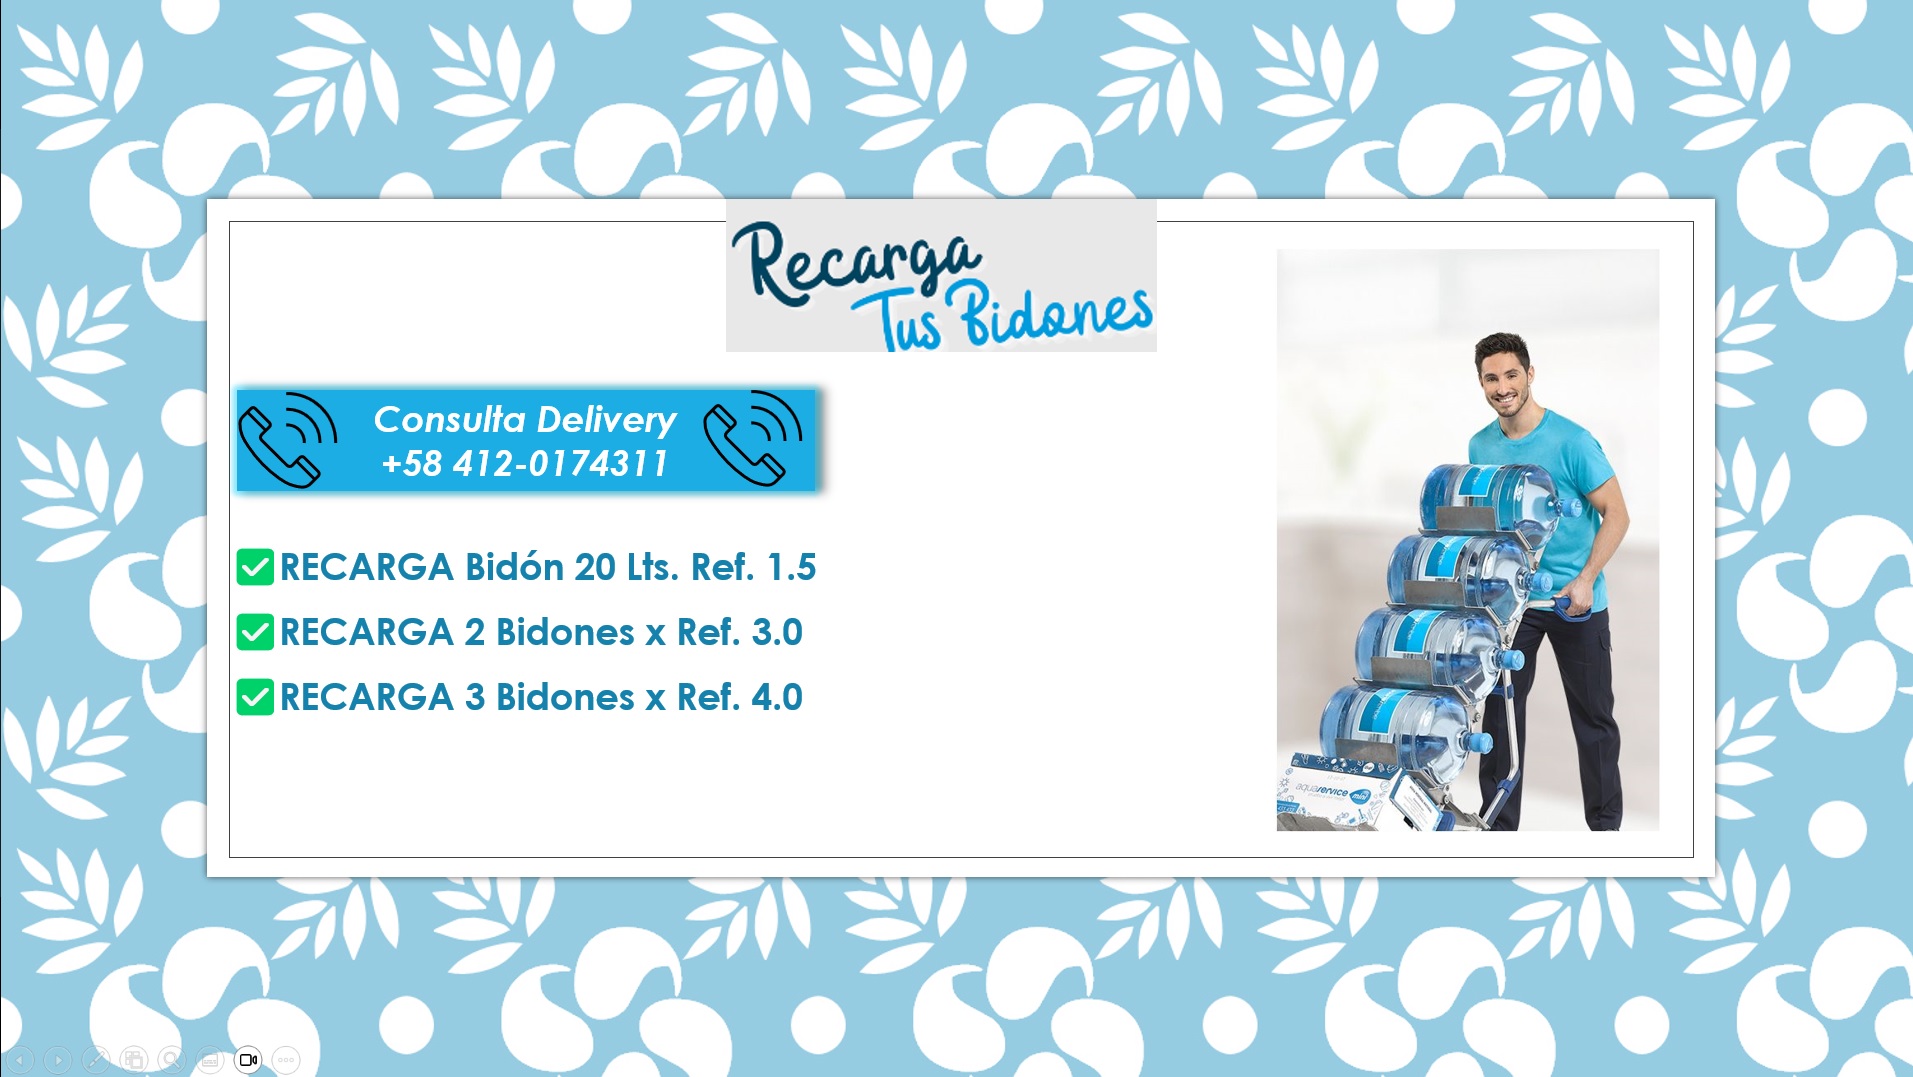 Recarga
Tus Bidones
Consulta Delivery
+58 412-0174311
✅RECARGA Bidón 20 Lts. Ref. 1.5
✅RECARGA 2 Bidones x Ref. 3.0
✅RECARGA 3 Bidones x Ref. 4.0
aquaservice
mini